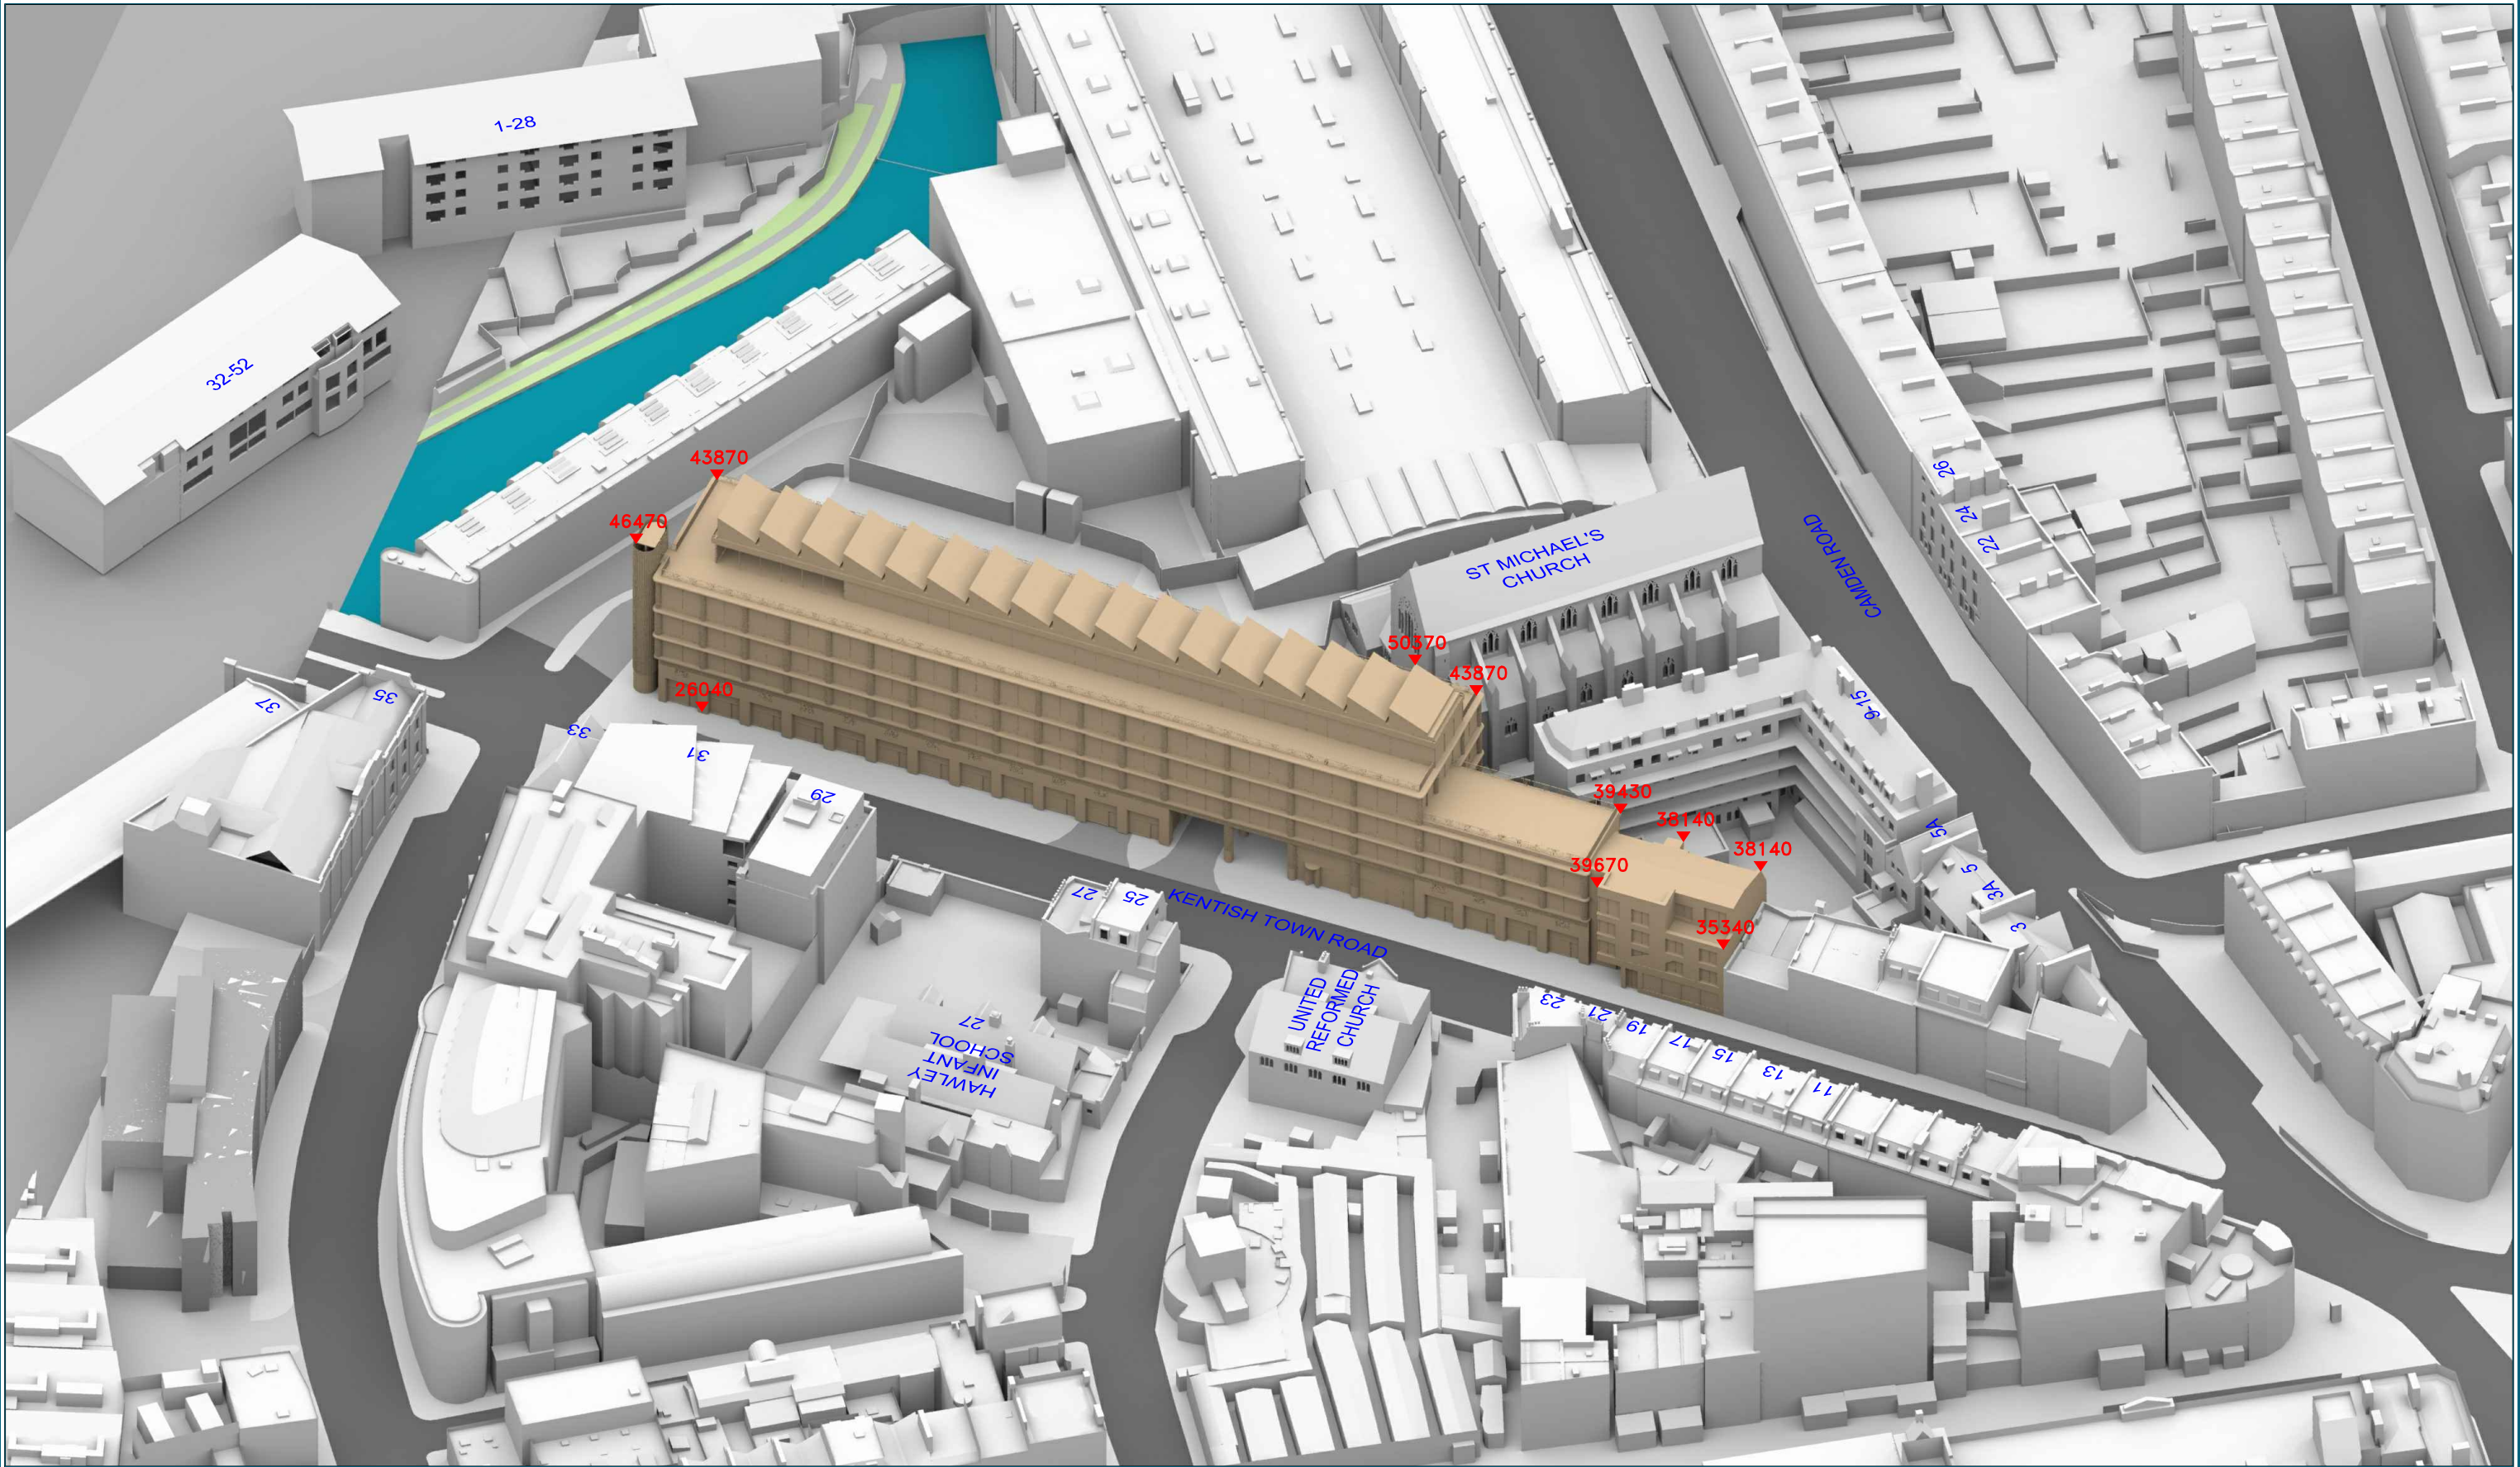 1-28
32-52
43870
46470
26
24
22
CAMDEN ROAD
ST MICHAEL'S
CHURCH
50370
43870
26040
37
35
33
31
29
9-15
39430
38140
38140
39670
35340
5A
5
3A
3
27
25
KENTISH TOWN ROAD
UNITED
REFORMED
CHURCH
27
HAWLEY
INFANT
SCHOOL
23
21
19
17
15
13
11